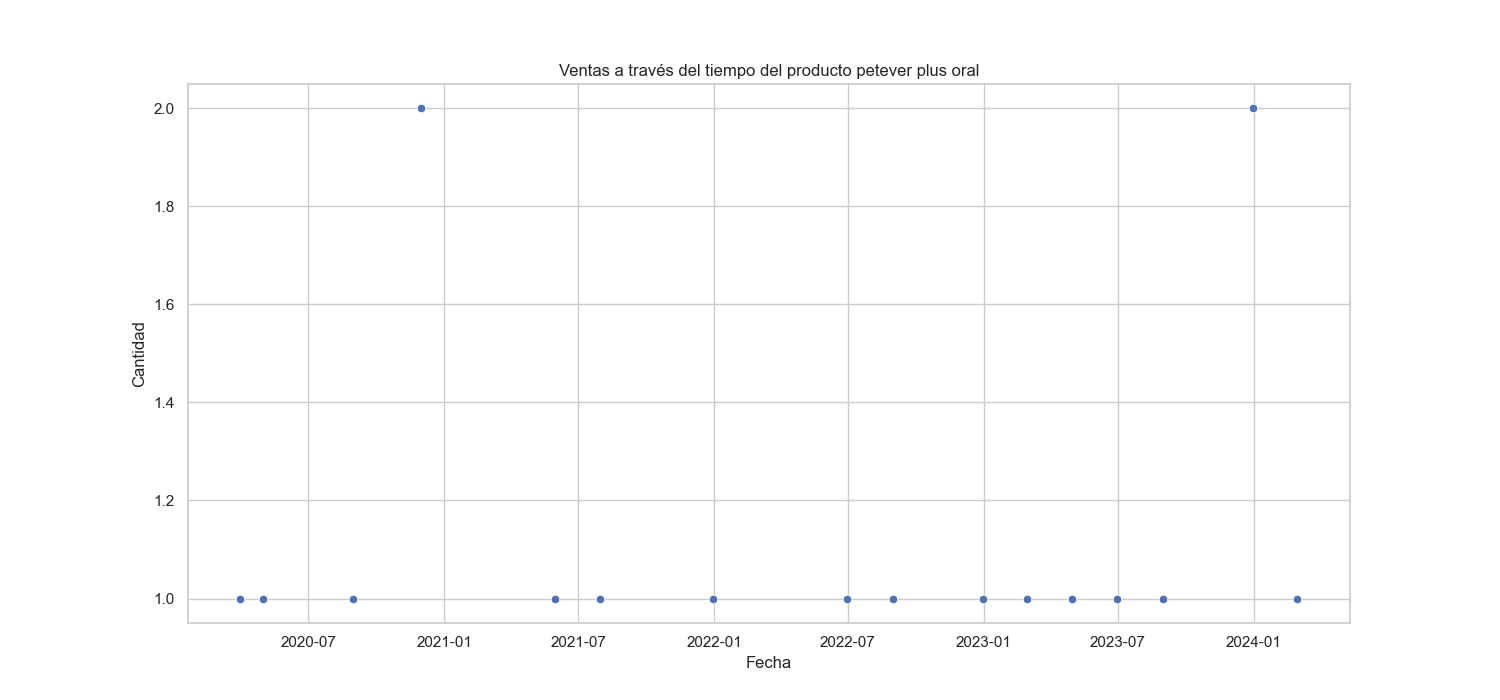 Ventas a través del tiempo del producto petever plus oral
2.0
1.8
1.6
1.4
1.2
1.0
Cantidad
2020-07 2021-01 2021-07 2022-01 2022-07 2023-01 2023-07 2024-01
Fecha